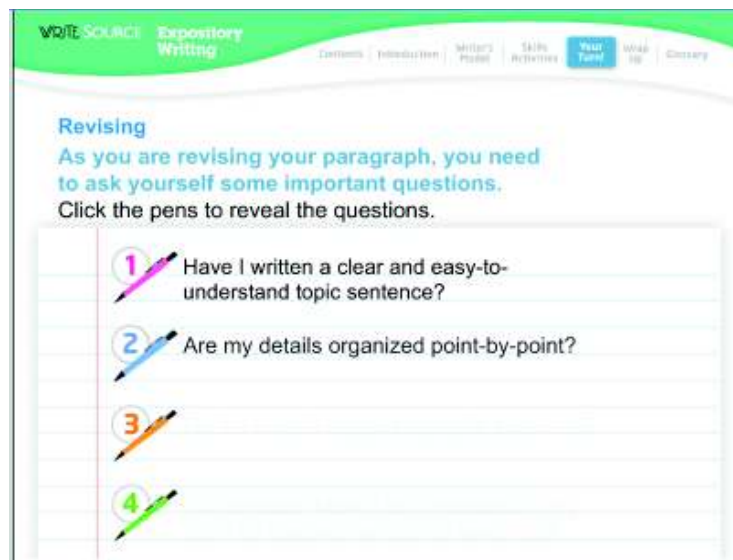 WRITE SOURCE Expository
Writing
Contents Introduction Writer's Model Skills Activities Your Turn! Wrap Up Glossary
Revising
As you are revising your paragraph, you need
to ask yourself some important questions.
Click the pens to reveal the questions.
1 Have I written a clear and easy-to-
understand topic sentence?
2 Are my details organized point-by-point?
3
4